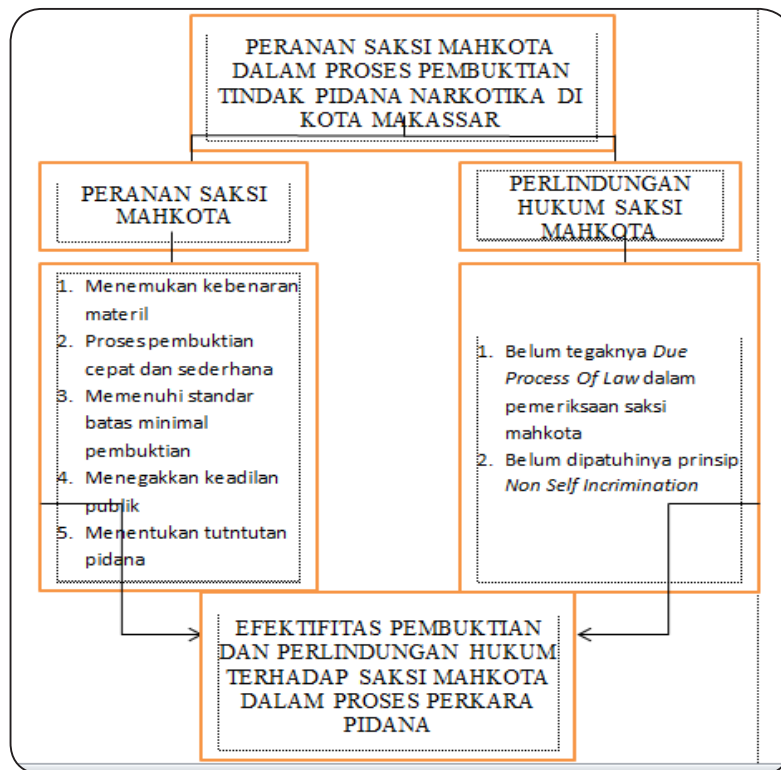 PERANAN SAKSI MAHKOTA
DALAM PROSES PEMBUKTIAN
TINDAK PIDANA NARKOTIKA DI
KOTA MAKASSAR
PERANAN SAKSI
MAHKOTA
PERLINDUNGAN
HUKUM SAKSI
MAHKOTA
1. Menemukan kebenaran
materil
2. Proses pembuktian
cepat dan sederhana
3. Memenuhi standar
batas minimal
pembuktian
4. Menegakkan keadilan
publik
5. Menentukan tutntutan
pidana
1. Belum tegaknya Due
Process Of Law dalam
pemeriksaan saksi
mahkota
2. Belum dipatuhinya prinsip
Non Self Incrimination
EFEKTIFITAS PEMBUKTIAN
DAN PERLINDUNGAN HUKUM
TERHADAP SAKSI MAHKOTA
DALAM PROSES PERKARA
PIDANA